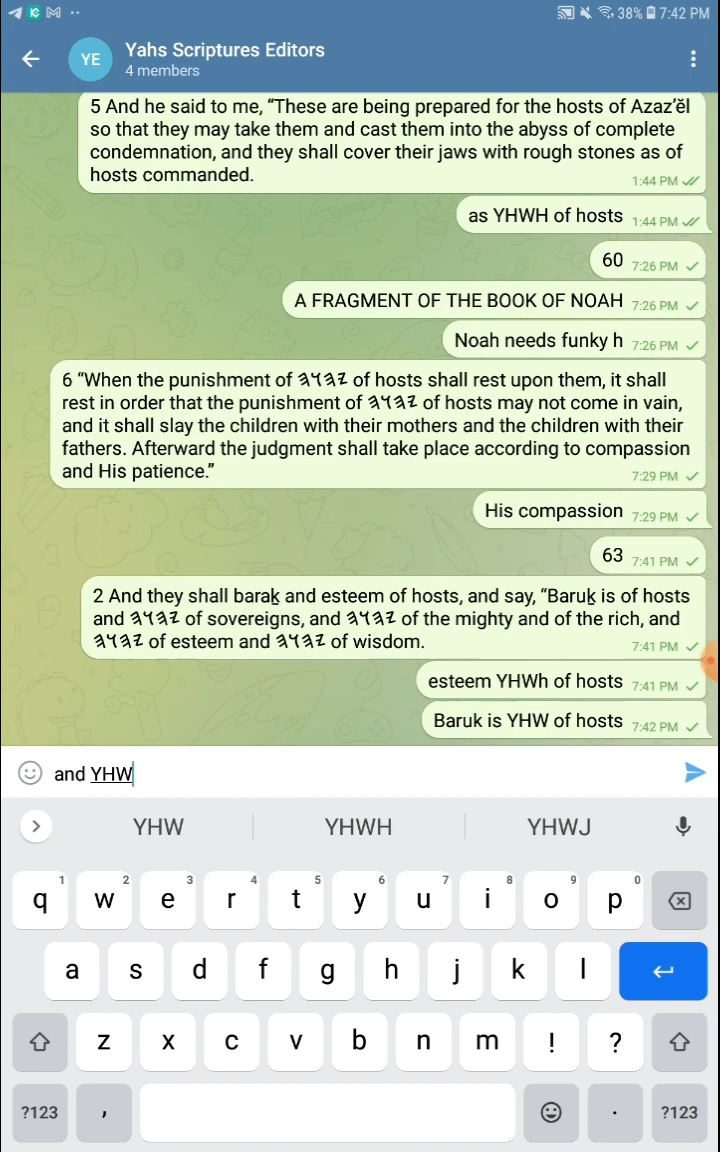 38% 7:42 PM
YE
Yahs Scriptures Editors
4 members
5 And he said to me, “These are being prepared for the hosts of Azaz’ĕl
so that they may take them and cast them into the abyss of complete
condemnation, and they shall cover their jaws with rough stones as of
hosts commanded.
1:44 PM
as YHWH of hosts 1:44 PM
60 7:26 PM
A FRAGMENT OF THE BOOK OF NOAH 7:26 PM
Noah needs funky h 7:26 PM
6 “When the punishment of 𐤉𐤄𐤅𐤄 of hosts shall rest upon them, it shall
rest in order that the punishment of 𐤉𐤄𐤅𐤄 of hosts may not come in vain,
and it shall slay the children with their mothers and the children with their
fathers. Afterward the judgment shall take place according to compassion
and His patience.”
7:29 PM
His compassion 7:29 PM
63 7:41 PM
2 And they shall baraḵ and esteem of hosts, and say, “Baruḵ is of hosts
and 𐤉𐤄𐤅𐤄 of sovereigns, and 𐤉𐤄𐤅𐤄 of the mighty and of the rich, and
𐤉𐤄𐤅𐤄 of esteem and 𐤉𐤄𐤅𐤄 of wisdom.
7:41 PM
esteem YHWh of hosts 7:41 PM
Baruk is YHW of hosts 7:42 PM
and YHW
YHW YHWH YHWJ
1 2 3 4 5 6 7 8 9 0
q w e r t y u i o p
a s d f g h j k l
z x c v b n m ! ?
?123 , . ?123